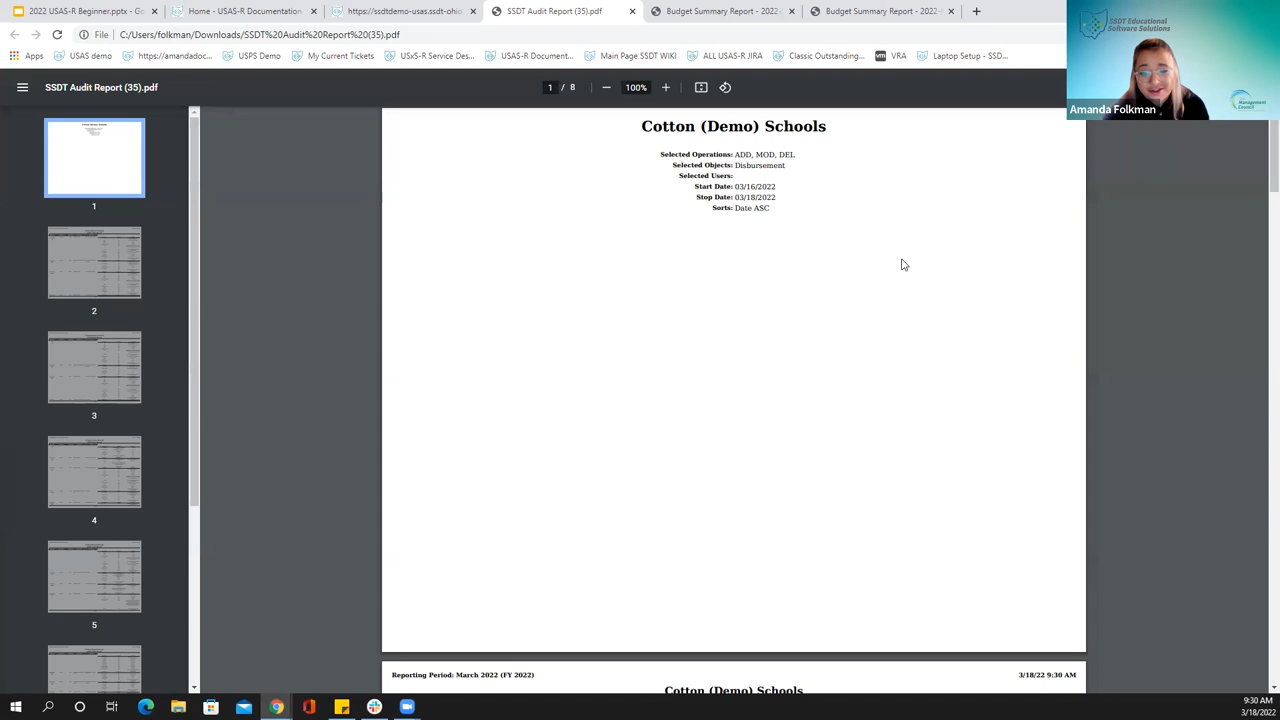 2022 USAS-R Beginner.pptx - Go
Home - USAS-R Documentation
https://ssdtdemo-usas.ssdt-ohio
SSDT Audit Report (35).pdf
Budget Summary Report - 2022-
Budget Summary Report - 2022-
File
C:/Users/folkman/Downloads/SSDT%20Audit%20Report%20(35).pdf
Apps
USAS demo
https://amandadoc...
USPS Demo
My Current Tickets
USxS-R Service Des...
USAS-R Document...
Main Page SSDT WIKI
ALL USAS-R JIRA
Classic Outstanding...
vm VRA
Laptop Setup - SSD...
SSDT Audit Report (35).pdf
1 / 8
100%
SSDT Educational
Software Solutions
Management
Council
Amanda Folkman
Cotton (Demo) Schools
Selected Operations: ADD, MOD, DEL
Selected Objects: Disbursement
Selected Users:
Start Date: 03/16/2022
Stop Date: 03/18/2022
Sorts: Date ASC
1
2
3
4
5
Reporting Period: March 2022 (FY 2022)
3/18/22 9:30 AM
Cotton (Demo) Schools
9:30 AM
3/18/2022